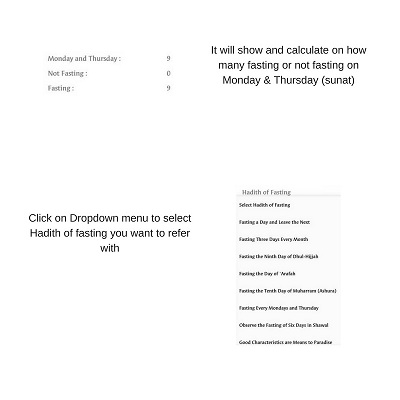 Monday and Thursday : 9
Not Fasting : 0
Fasting : 9
It will show and calculate on how
many fasting or not fasting on
Monday & Thursday (sunat)
Click on Dropdown menu to select
Hadith of fasting you want to refer
with
Hadith of Fasting
Select Hadith of Fasting
Fasting a Day and Leave the Next
Fasting Three Days Every Month
Fasting the Ninth Day of Dhul-Hijjah
Fasting the Day of 'Arafah
Fasting the Tenth Day of Muharram (Ashura)
Fasting Every Mondays and Thursday
Observe the Fasting of Six Days in Shawal
Good Characteristics are Means to Paradise